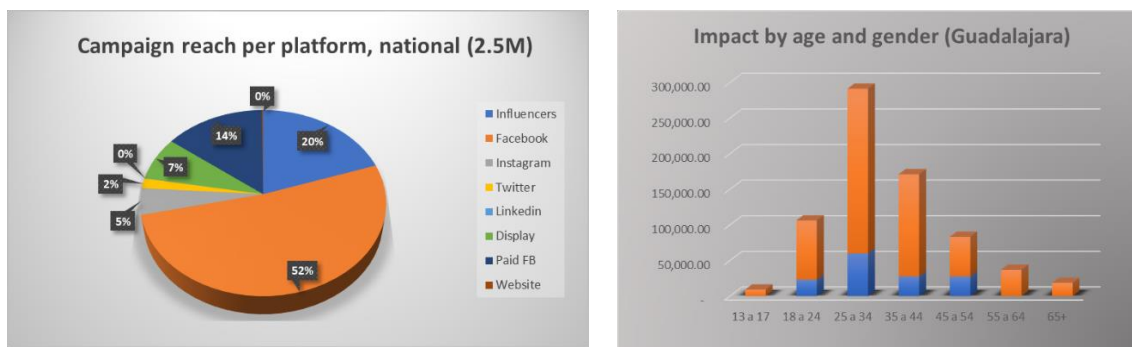 Campaign reach per platform, national (2.5M)
0%
20%
14%
0%
7%
2%
5%
52%
Influencers
Facebook
Instagram
Twitter
Linkedin
Display
Paid FB
Website
Impact by age and gender (Guadalajara)
300,000.00
250,000.00
200,000.00
150,000.00
100,000.00
50,000.00
-
13 a 17 18 a 24 25 a 34 35 a 44 45 a 54 55 a 64 65+